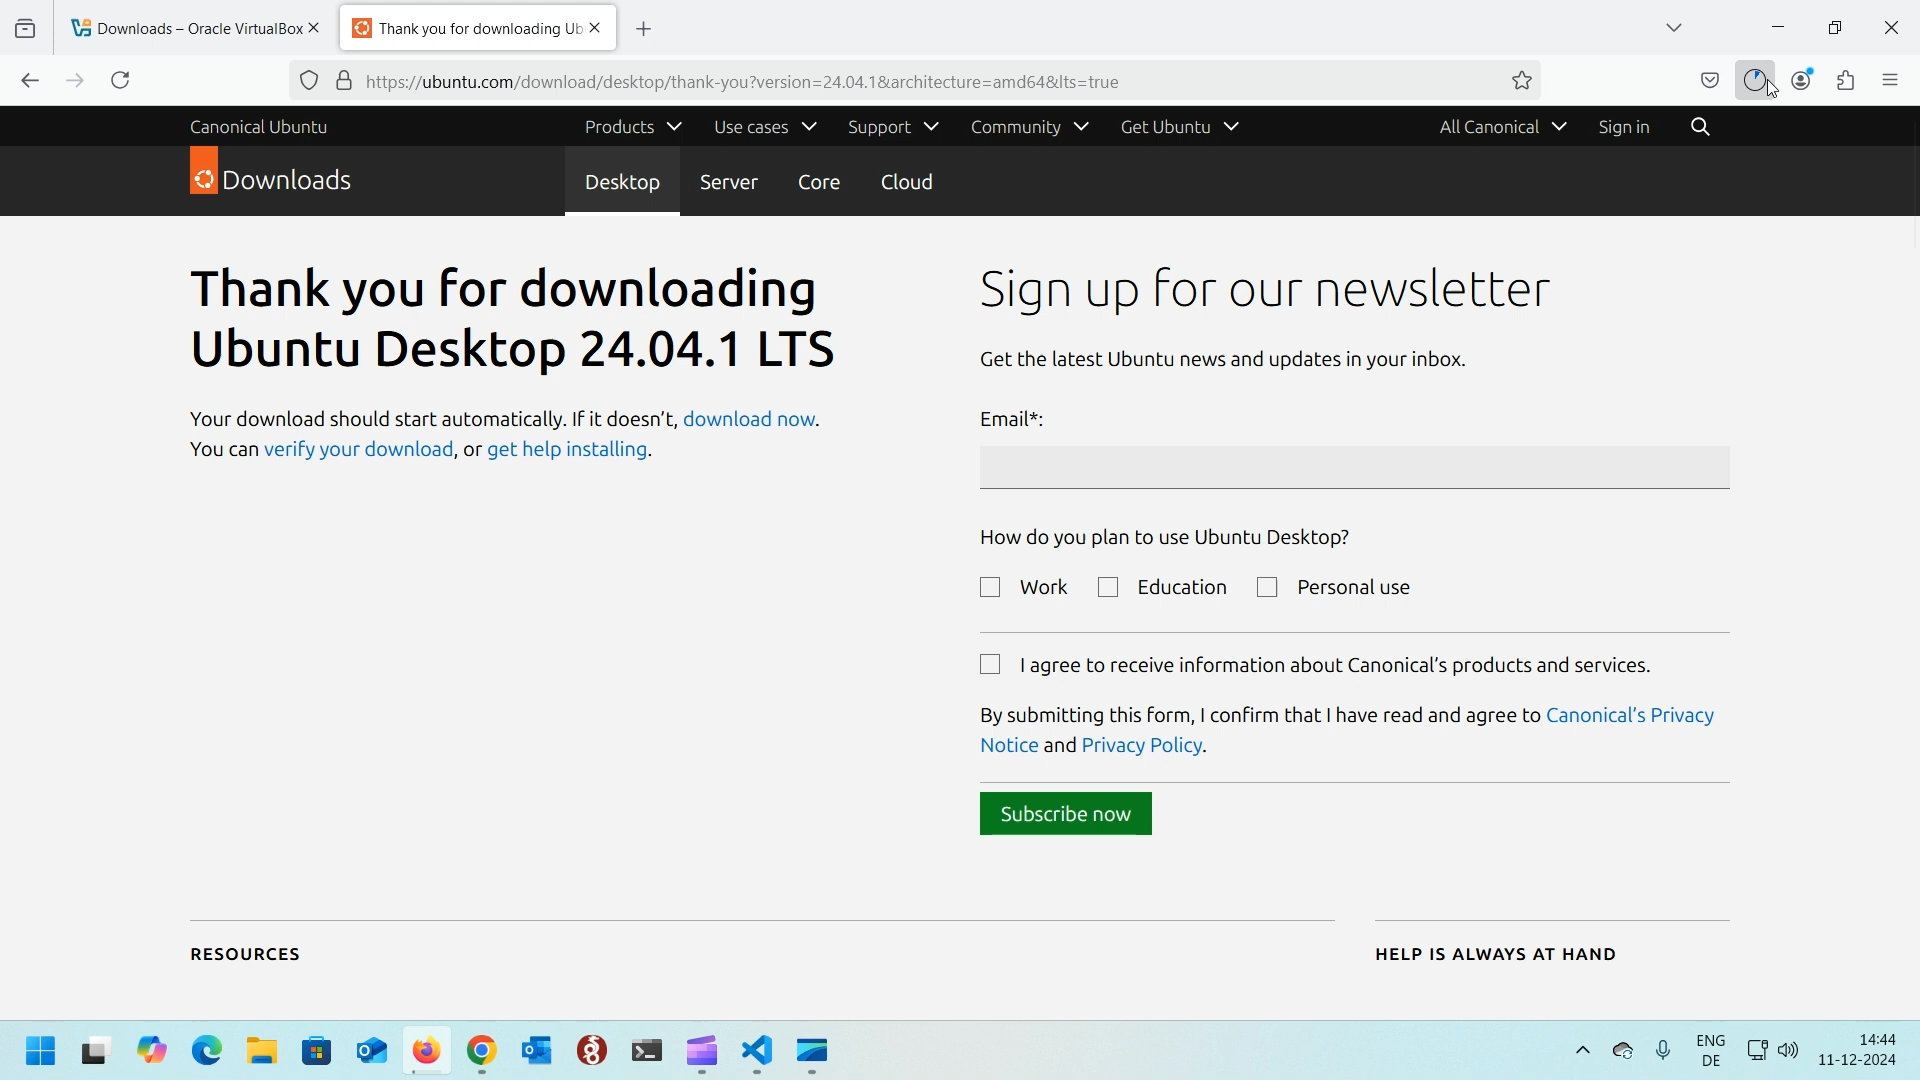 Downloads – Oracle VirtualBox
Thank you for downloading Ub
https://ubuntu.com/download/desktop/thank-you?version=24.04.1&architecture=amd64&lts=true
Canonical Ubuntu
Products
Use cases
Support
Community
Get Ubuntu
All Canonical
Sign in
Downloads
Desktop
Server
Core
Cloud
Thank you for downloading
Ubuntu Desktop 24.04.1 LTS
Your download should start automatically. If it doesn’t, download now.
You can verify your download, or get help installing.
Sign up for our newsletter
Get the latest Ubuntu news and updates in your inbox.
Email*:
How do you plan to use Ubuntu Desktop?
Work
Education
Personal use
I agree to receive information about Canonical’s products and services.
By submitting this form, I confirm that I have read and agree to Canonical’s Privacy
Notice and Privacy Policy.
Subscribe now
RESOURCES
HELP IS ALWAYS AT HAND
ENG
DE
14:44
11-12-2024